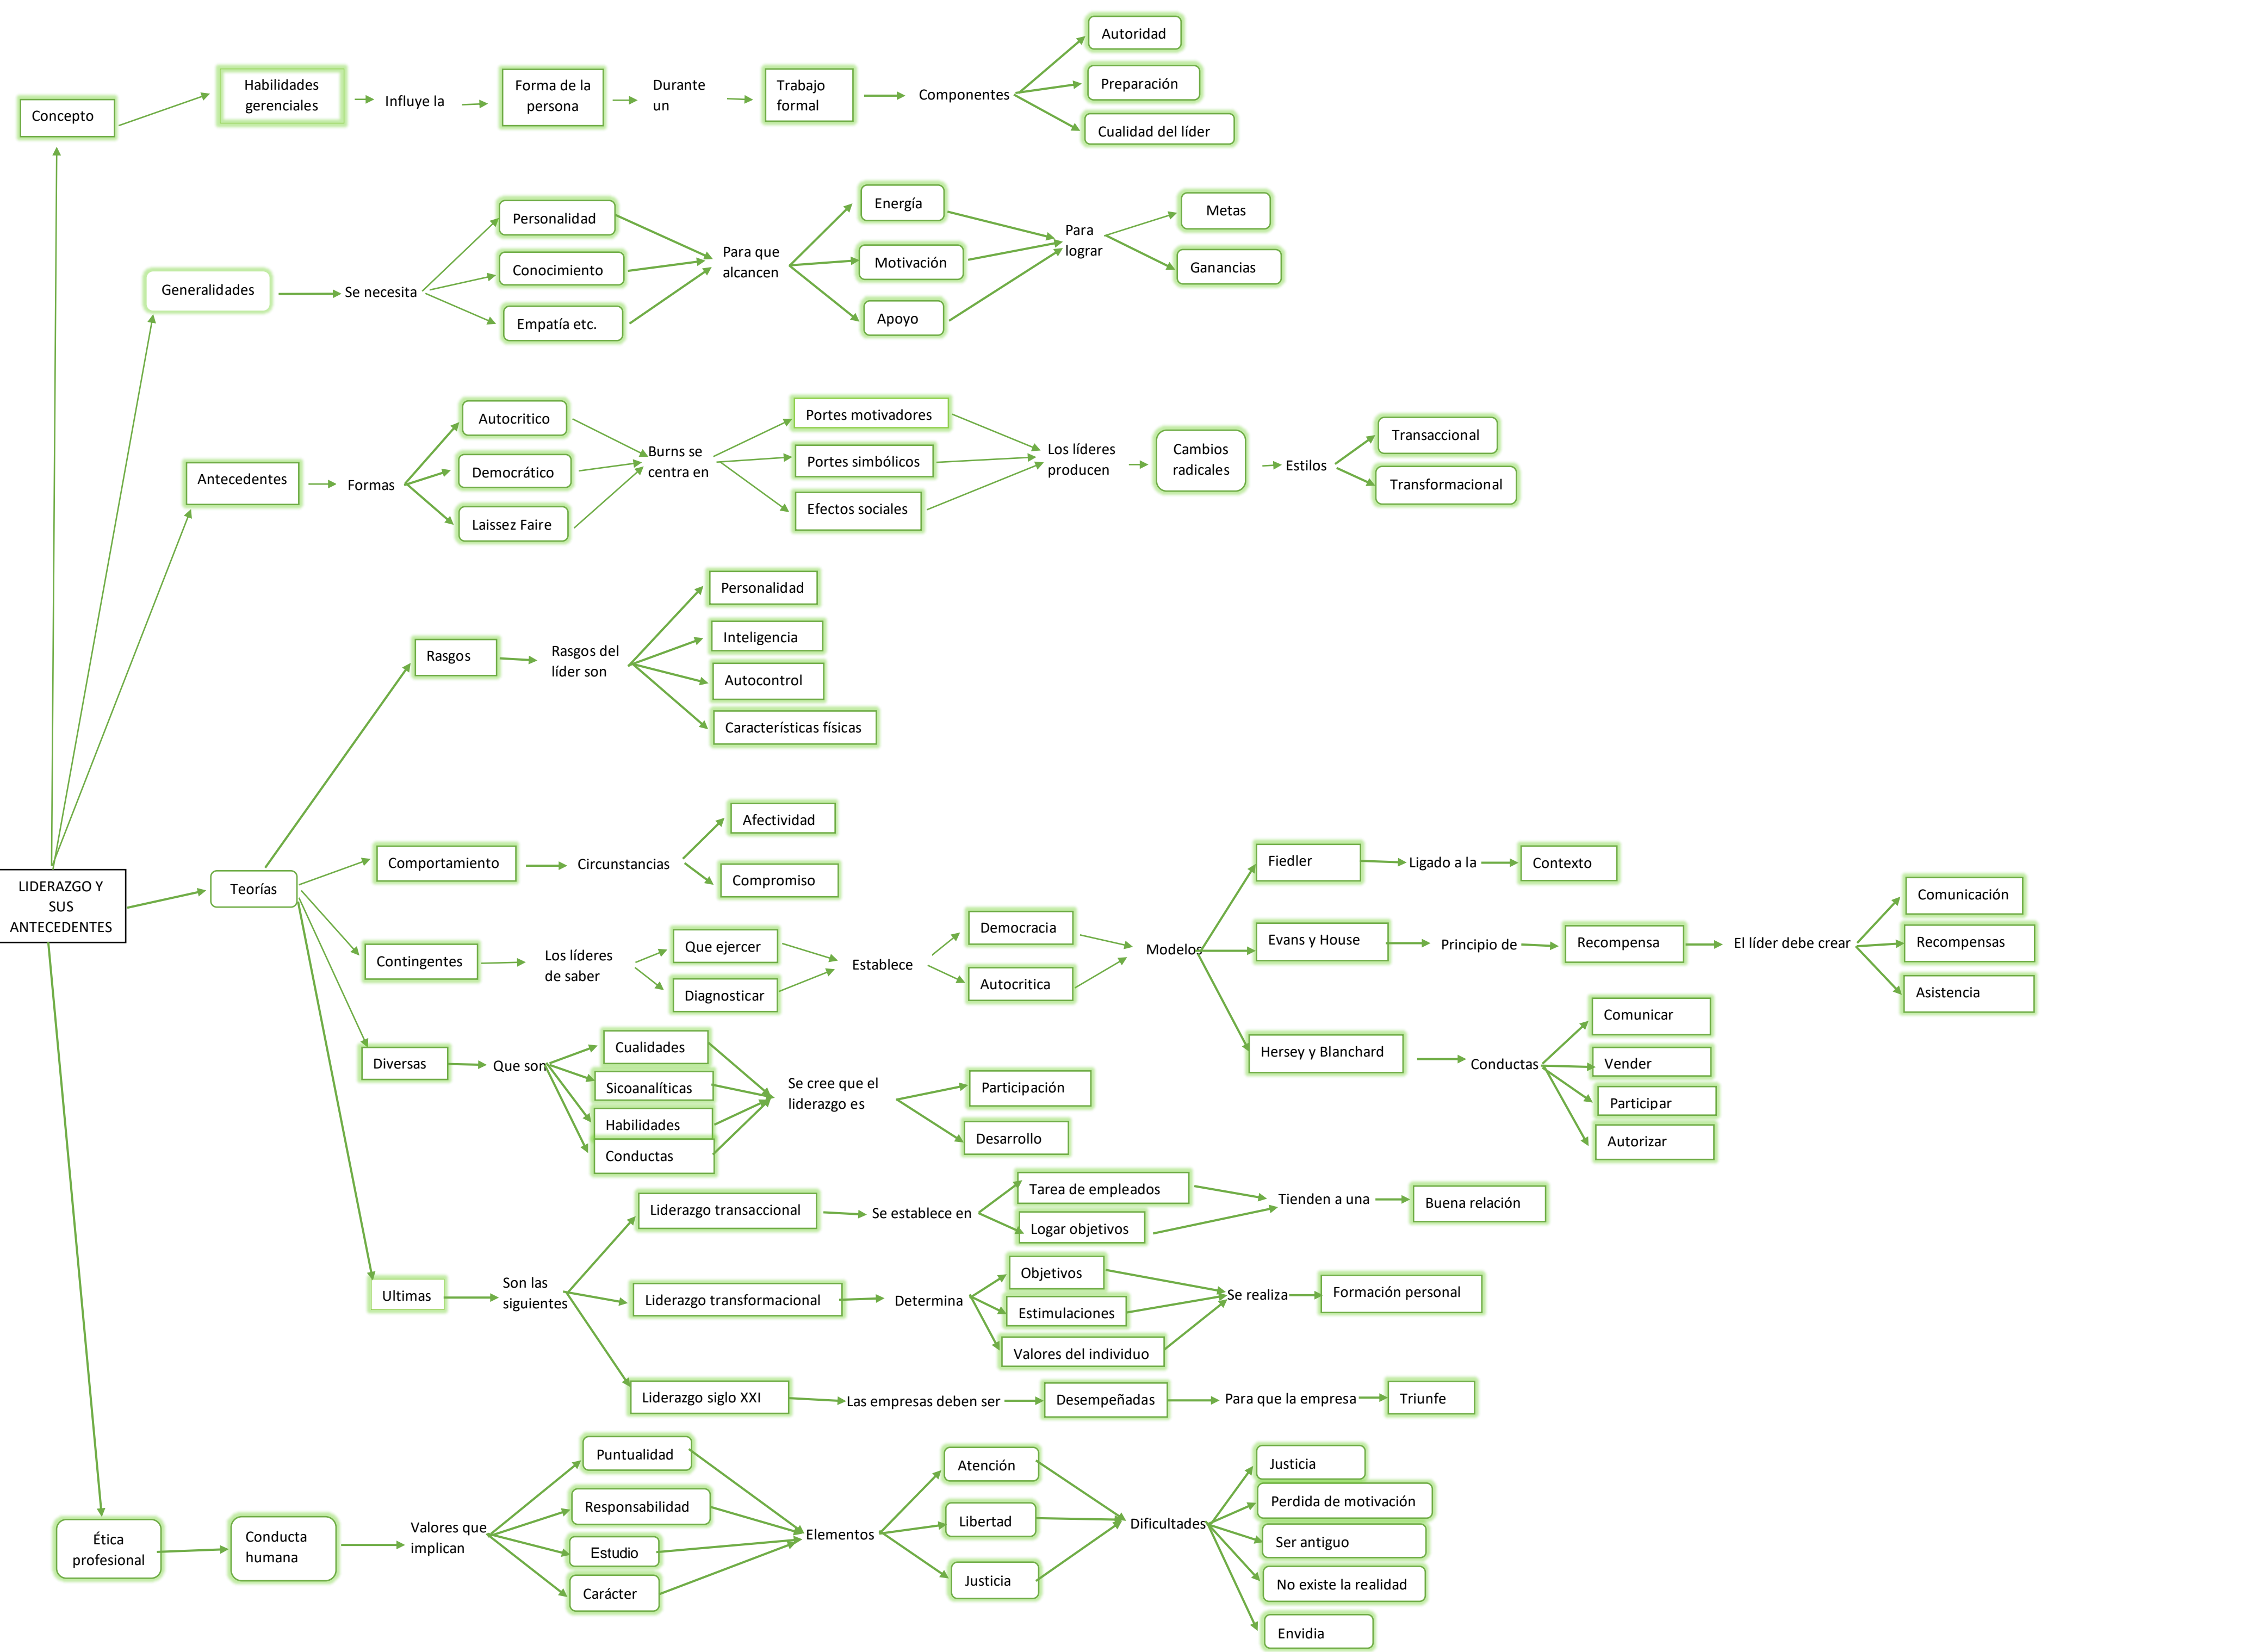 Autoridad
Habilidades
gerenciales
Forma de la
persona
Durante
un
Trabajo
formal
Preparación
Concepto
Influye la
Componentes
Cualidad del líder
Personalidad
Energía
Metas
Para
lograr
Conocimiento
Para que
alcancen
Motivación
Ganancias
Generalidades
Se necesita
Empatía etc.
Apoyo
Autocritico
Portes motivadores
Transaccional
Burns se
centra en
Los líderes
producen
Cambios
radicales
Antecedentes
Formas
Democrático
Portes simbólicos
Estilos
Transformacional
Laissez Faire
Efectos sociales
Personalidad
Inteligencia
Rasgos
Rasgos del
líder son
Autocontrol
Características físicas
Afectividad
Comportamiento
Circunstancias
Compromiso
Fiedler
Ligado a la
Contexto
LIDERAZGO Y
SUS
ANTECEDENTES
Teorías
Comunicación
Democracia
Que ejercer
Evans y House
Principio de
Recompensa
El líder debe crear
Recompensas
Contingentes
Los líderes
de saber
Establece
Modelos
Diagnosticar
Autocritica
Asistencia
Comunicar
Cualidades
Hersey y Blanchard
Conductas
Vender
Diversas
Que son
Sicoanalíticas
Se cree que el
liderazgo es
Participación
Participar
Habilidades
Desarrollo
Autorizar
Conductas
Liderazgo transaccional
Se establece en
Tarea de empleados
Logar objetivos
Tienden a una
Buena relación
Objetivos
Ultimas
Son las
siguientes
Liderazgo transformacional
Determina
Estimulaciones
Se realiza
Formación personal
Valores del individuo
Liderazgo siglo XXI
Las empresas deben ser
Desempeñadas
Para que la empresa
Triunfe
Puntualidad
Atención
Justicia
Responsabilidad
Perdida de motivación
Ética
profesional
Conducta
humana
Valores que
implican
Elementos
Libertad
Dificultades
Ser antiguo
Estudio
Carácter
Justicia
No existe la realidad
Envidia